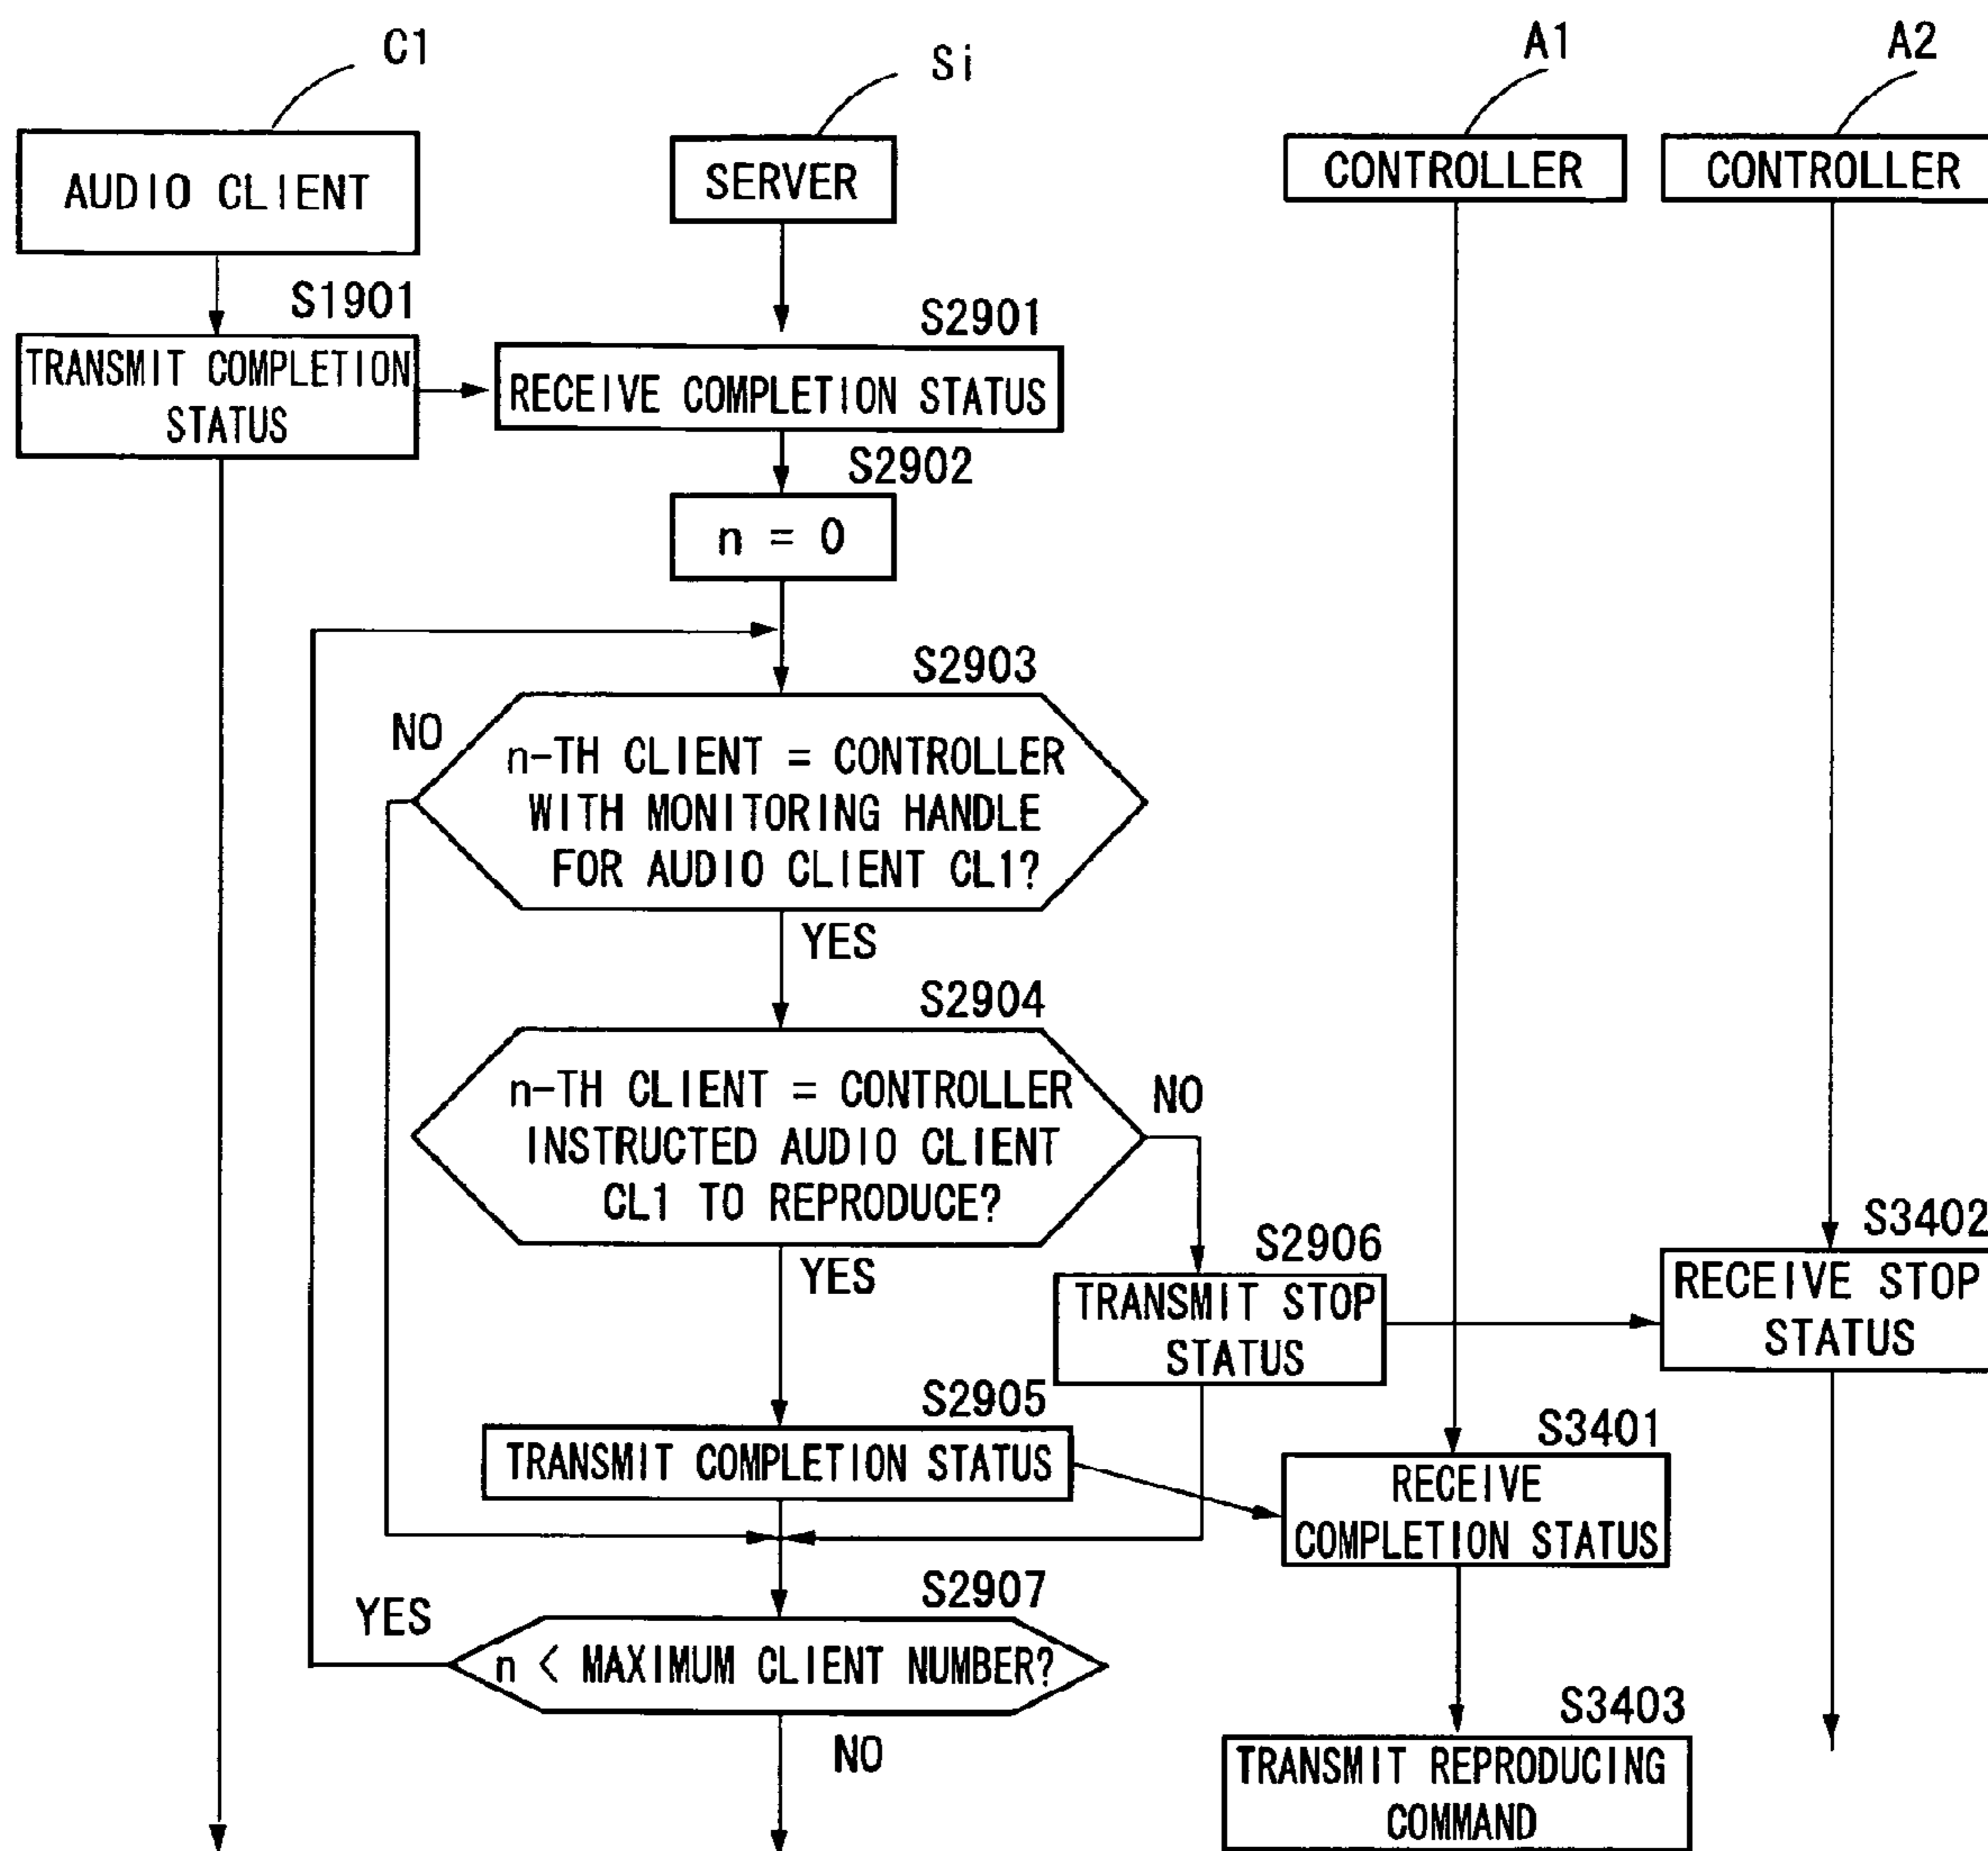 C1
Si
A1
A2
AUDIO CLIENT
SERVER
CONTROLLER
CONTROLLER
S1901
TRANSMIT COMPLETION
STATUS
S2901
RECEIVE COMPLETION STATUS
S2902
n = 0
S2903
NO
n-TH CLIENT = CONTROLLER
WITH MONITORING HANDLE
FOR AUDIO CLIENT CL1?
YES
S2904
n-TH CLIENT = CONTROLLER
INSTRUCTED AUDIO CLIENT
CL1 TO REPRODUCE?
NO
YES
S2906
TRANSMIT STOP
STATUS
S3402
RECEIVE STOP
STATUS
S2905
TRANSMIT COMPLETION STATUS
S3401
RECEIVE
COMPLETION STATUS
S2907
YES
n < MAXIMUM CLIENT NUMBER?
NO
S3403
TRANSMIT REPRODUCING
COMMAND